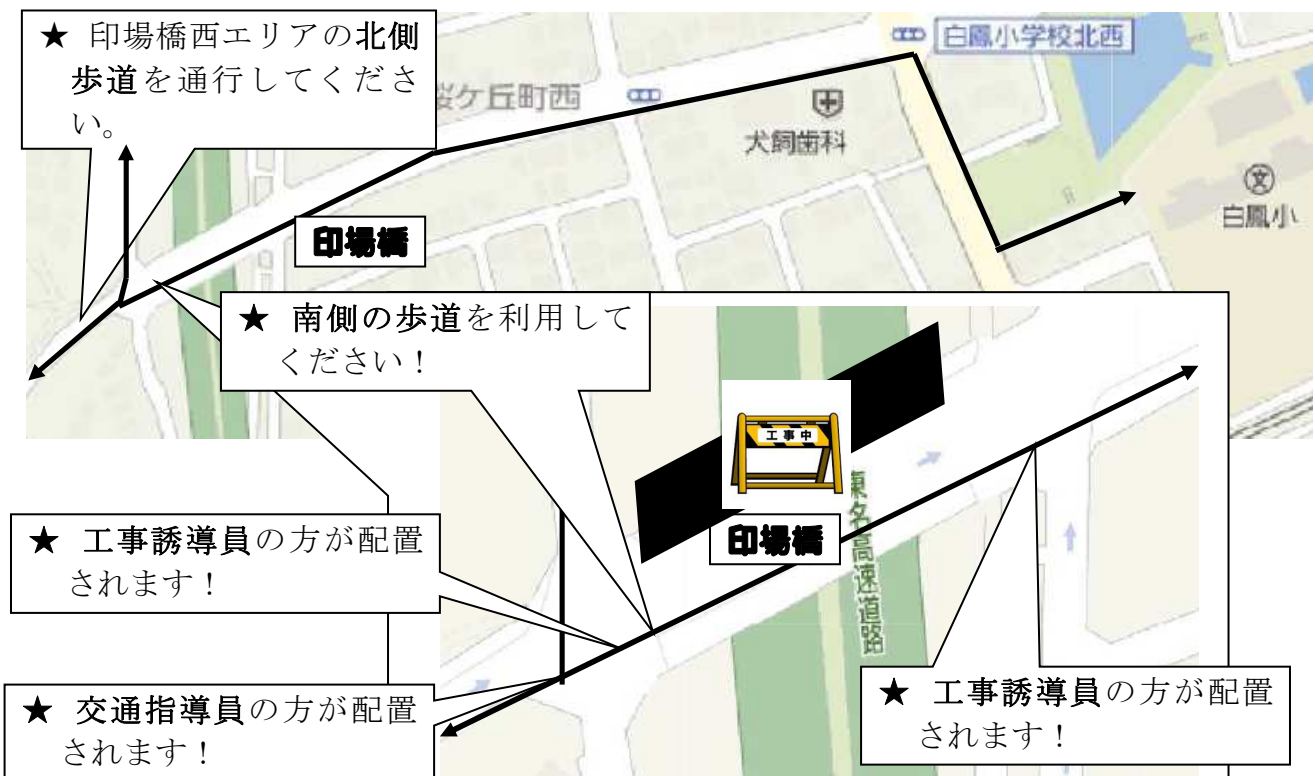 ★ 印場橋西エリアの北側
歩道を通行してくださ
い。
桜ケ丘町西
白鳳小学校北西
犬飼歯科
文
白鳳小
印場橋
★ 南側の歩道を利用して
ください!
工事中
印場橋
東名高速道路
★ 工事誘導員の方が配置
されます!
★ 交通指導員の方が配置
されます!
★ 工事誘導員の方が配置
されます!